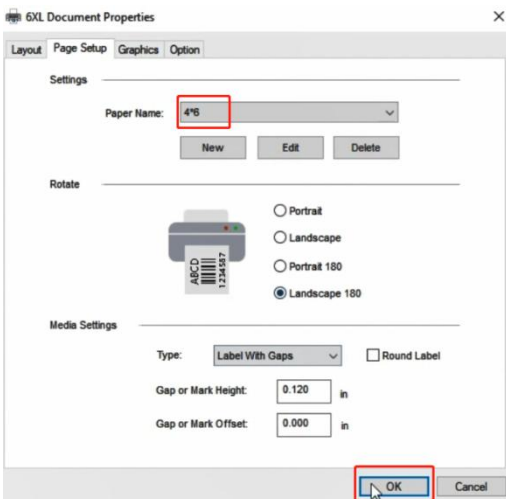 6XL Document Properties
Layout Page Setup Graphics Option
Settings
Paper Name: 4*6
New Edit Delete
Rotate
Portrait
Landscape
Portrait 180
Landscape 180
ABCD
1234567
Media Settings
Type: Label With Gaps Round Label
Gap or Mark Height: 0.120 in
Gap or Mark Offset: 0.000 in
OK Cancel